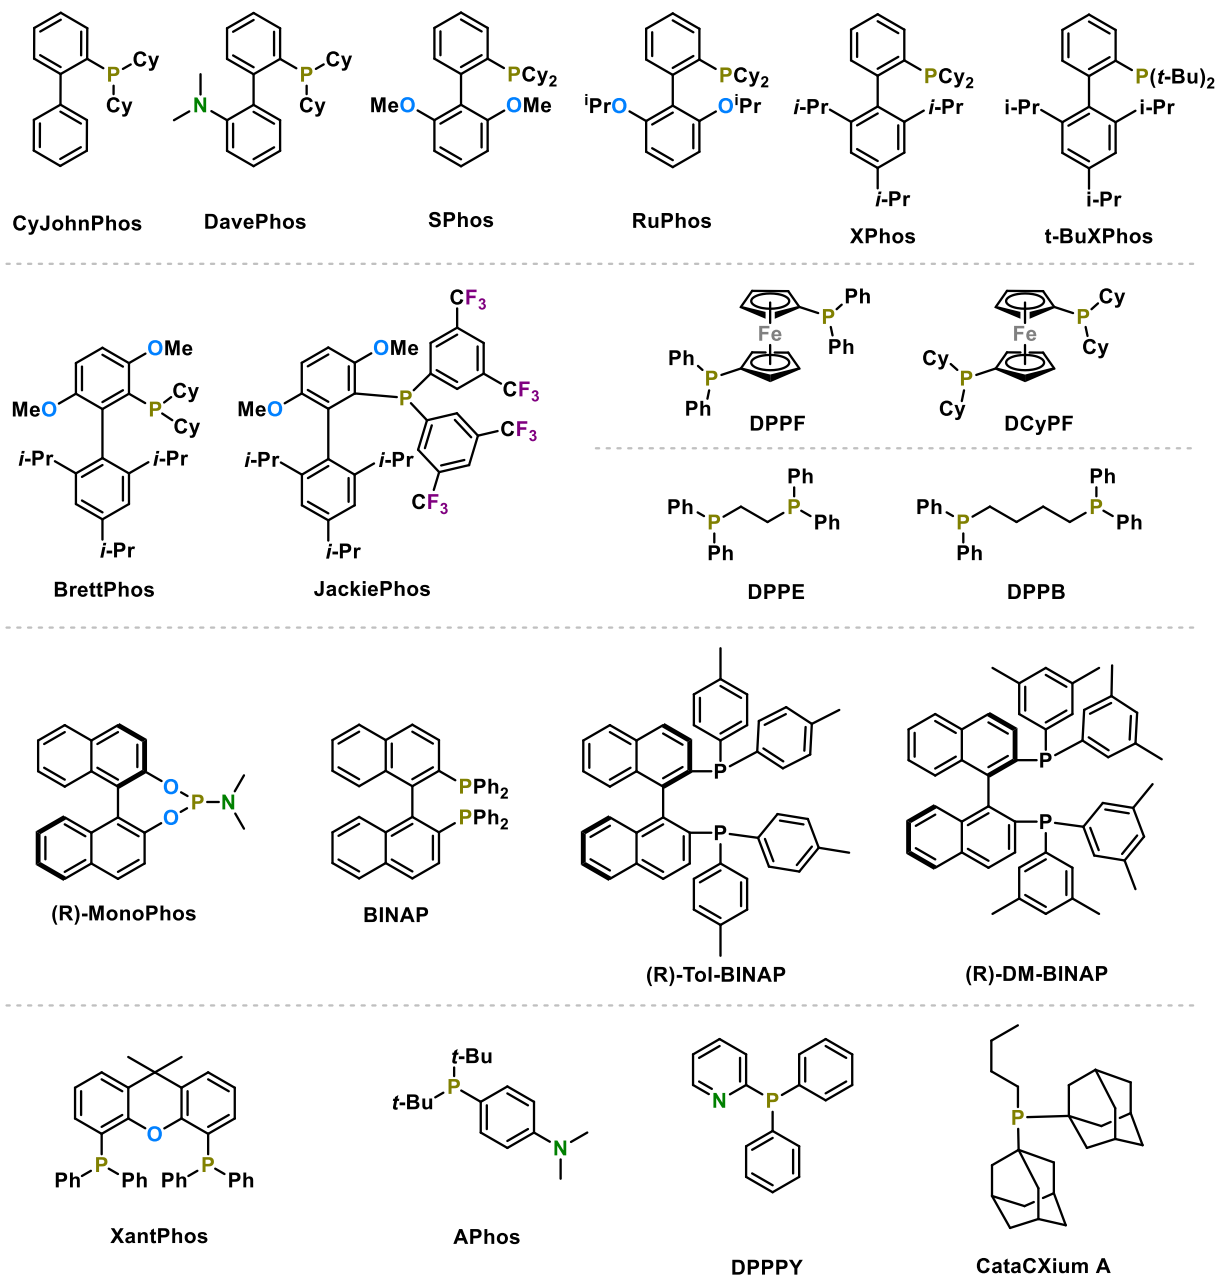 P Cy Cy
CyJohnPhos
N P Cy Cy
DavePhos
PCy₂
MeO OMe
SPhos
PCy₂
ⁱPrO OⁱPr
RuPhos
PCy₂
i-Pr i-Pr
i-Pr
XPhos
P(t-Bu)₂
i-Pr i-Pr
i-Pr
t-BuXPhos
OMe
Cy
MeO P Cy
i-Pr i-Pr
i-Pr
BrettPhos
CF₃
OMe
CF₃
MeO P
CF₃
i-Pr i-Pr
CF₃
i-Pr
JackiePhos
Ph
P
Fe
Ph
Ph
P
Ph
DPPF
Cy
P
Fe
Cy
Cy
P
Cy
DCyPF
Ph
Ph
P P
Ph
Ph
DPPE
Ph
Ph
P P
Ph
Ph
DPPB
O
P N
O
(R)-MonoPhos
PPh₂
PPh₂
BINAP
P
P
(R)-Tol-BINAP
P
P
(R)-DM-BINAP
O
P P
Ph Ph Ph Ph
XantPhos
t-Bu
P
t-Bu
N
APhos
N P
DPPPY
P
CataCXium A